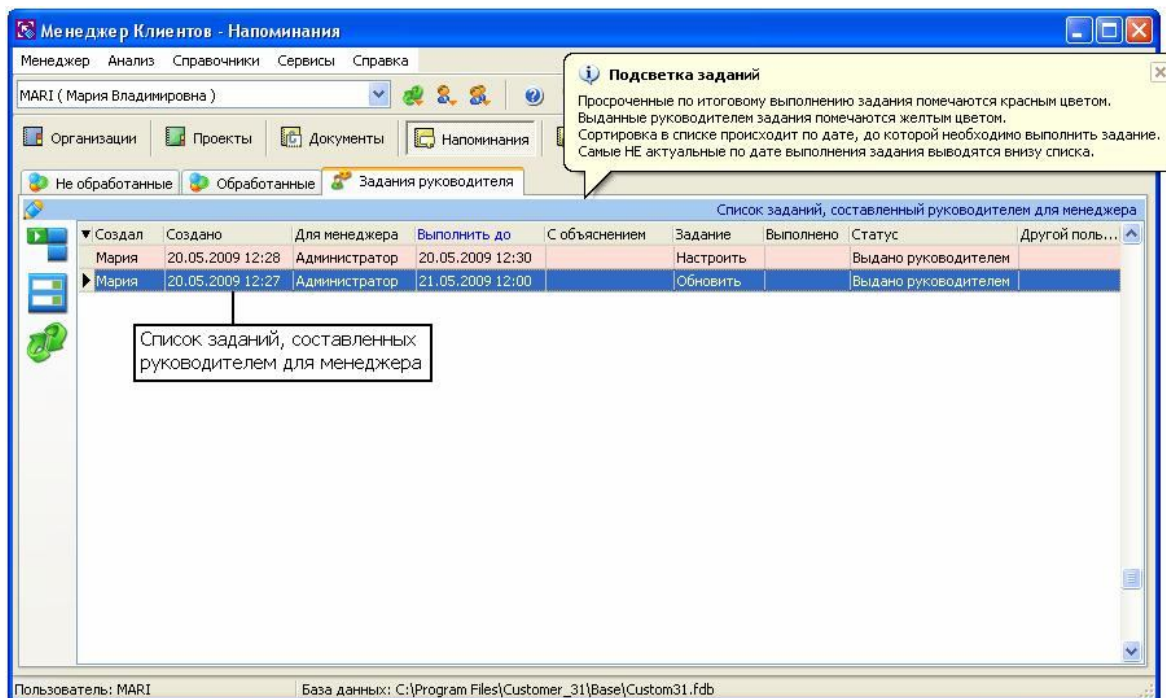 Менеджер Клиентов - Напоминания
Менеджер Анализ Справочники Сервисы Справка
MARI ( Мария Владимировна )
Организации Проекты Документы Напоминания
Подсветка заданий
Просроченные по итоговому выполнению задания помечаются красным цветом.
Выданные руководителем задания помечаются желтым цветом.
Сортировка в списке происходит по дате, до которой необходимо выполнить задание.
Самые НЕ актуальные по дате выполнения задания выводятся внизу списка.
Не обработанные Обработанные Задания руководителя
Список заданий, составленный руководителем для менеджера
Создал Создано Для менеджера Выполнить до С объяснением Задание Выполнено Статус Другой поль...
Мария 20.05.2009 12:28 Администратор 20.05.2009 12:30 Настроить Выдано руководителем
Мария 20.05.2009 12:27 Администратор 21.05.2009 12:00 Обновить Выдано руководителем
Список заданий, составленных
руководителем для менеджера
Пользователь: MARI База данных: C:\Program Files\Customer_31\Base\Custom31.fdb